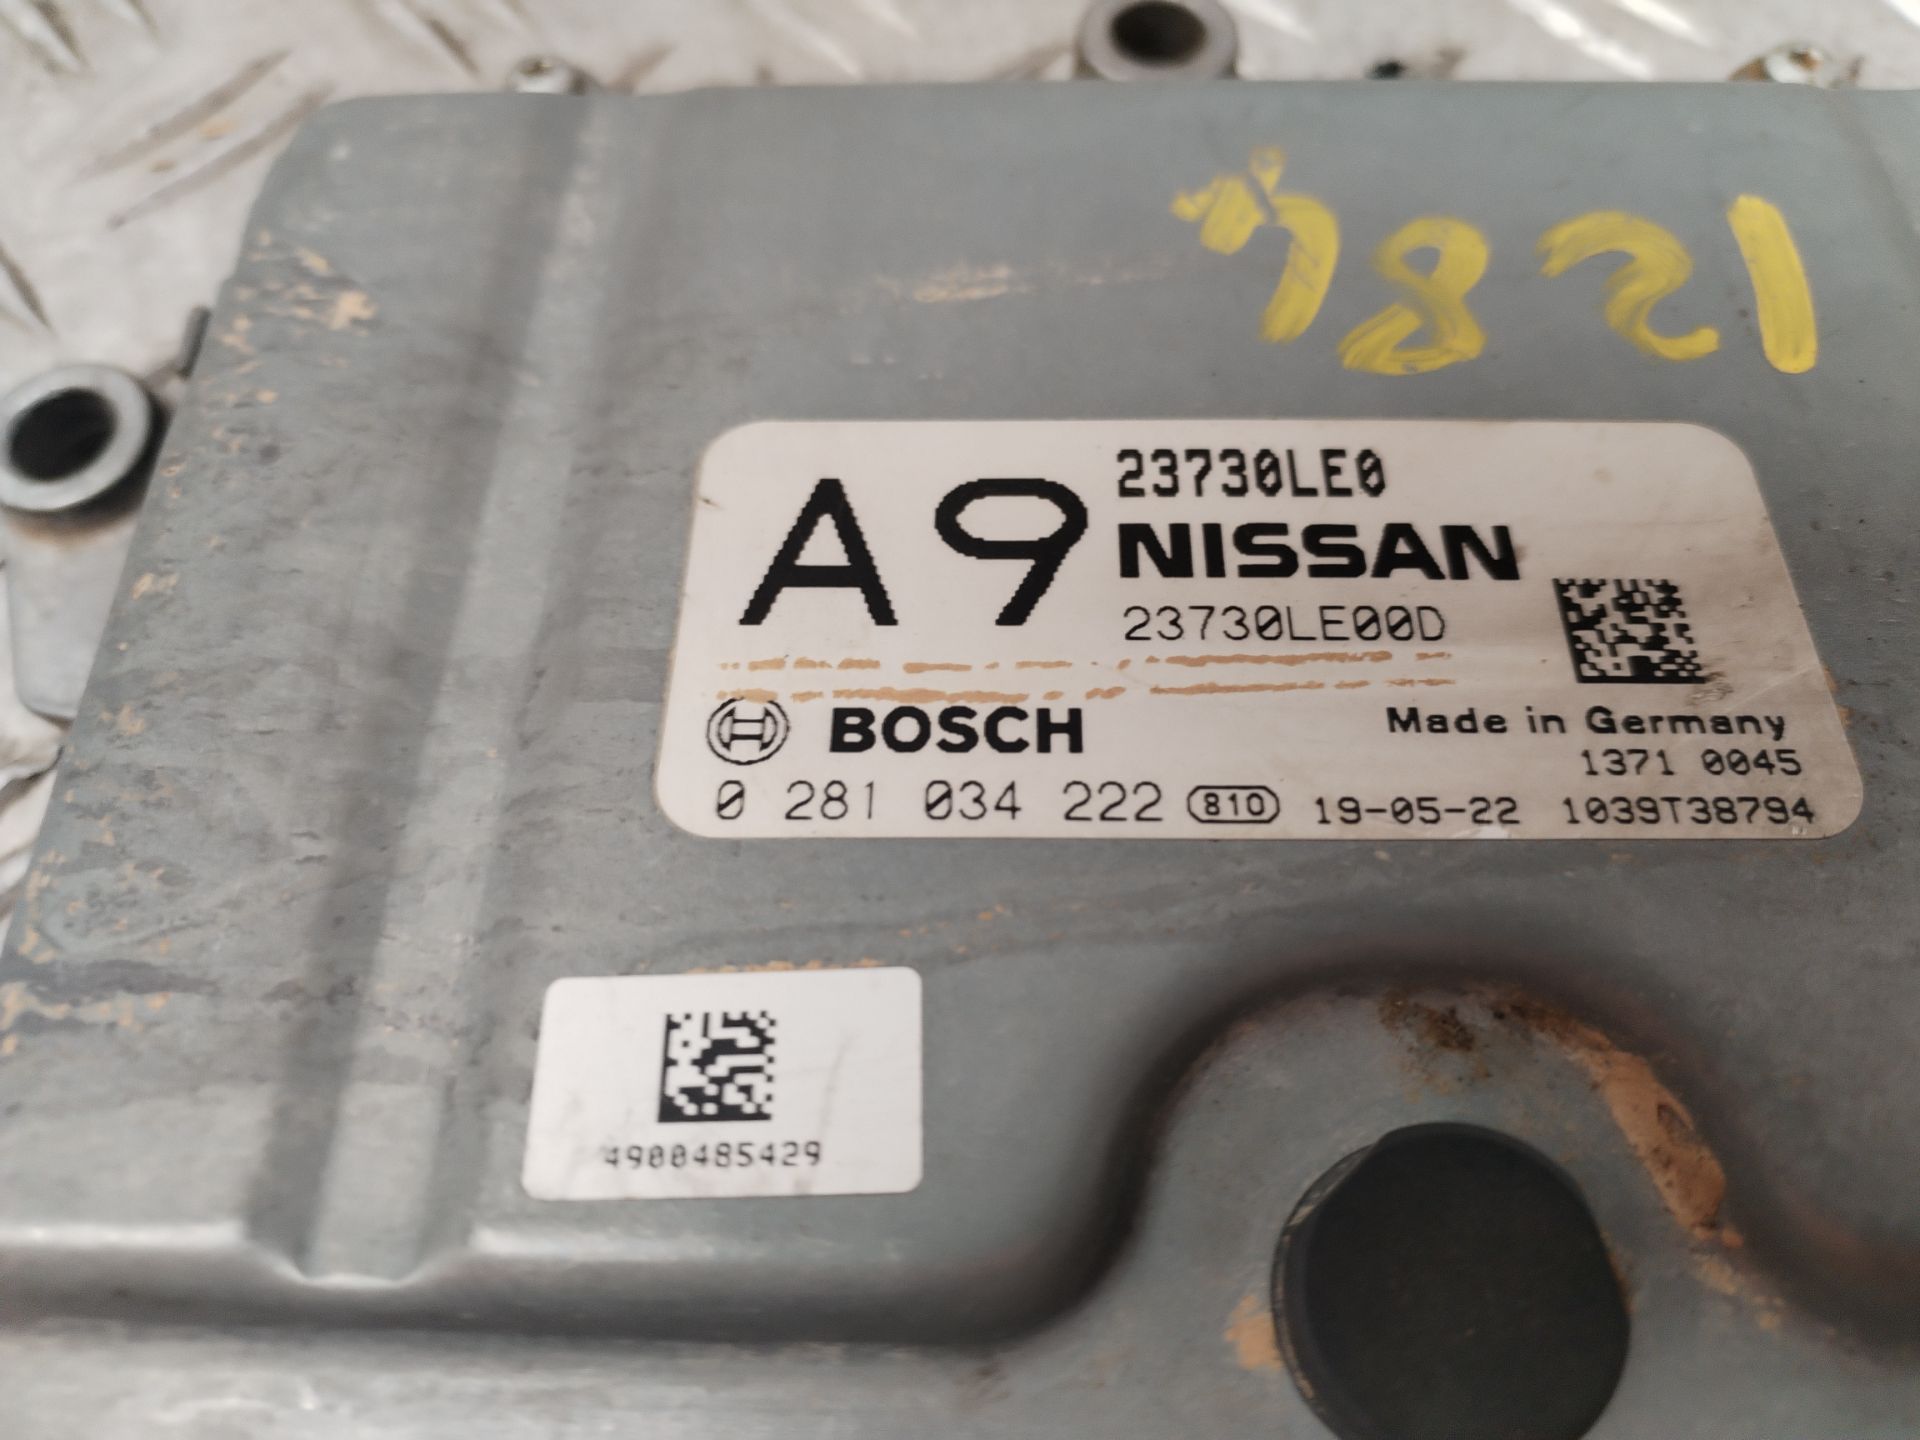 1284
A9
23730LE0
NISSAN
23730LE00D
BOSCH
Made in Germany
1371 0045
0 281 034 222 810 19-05-22 1039T38794
4900485429